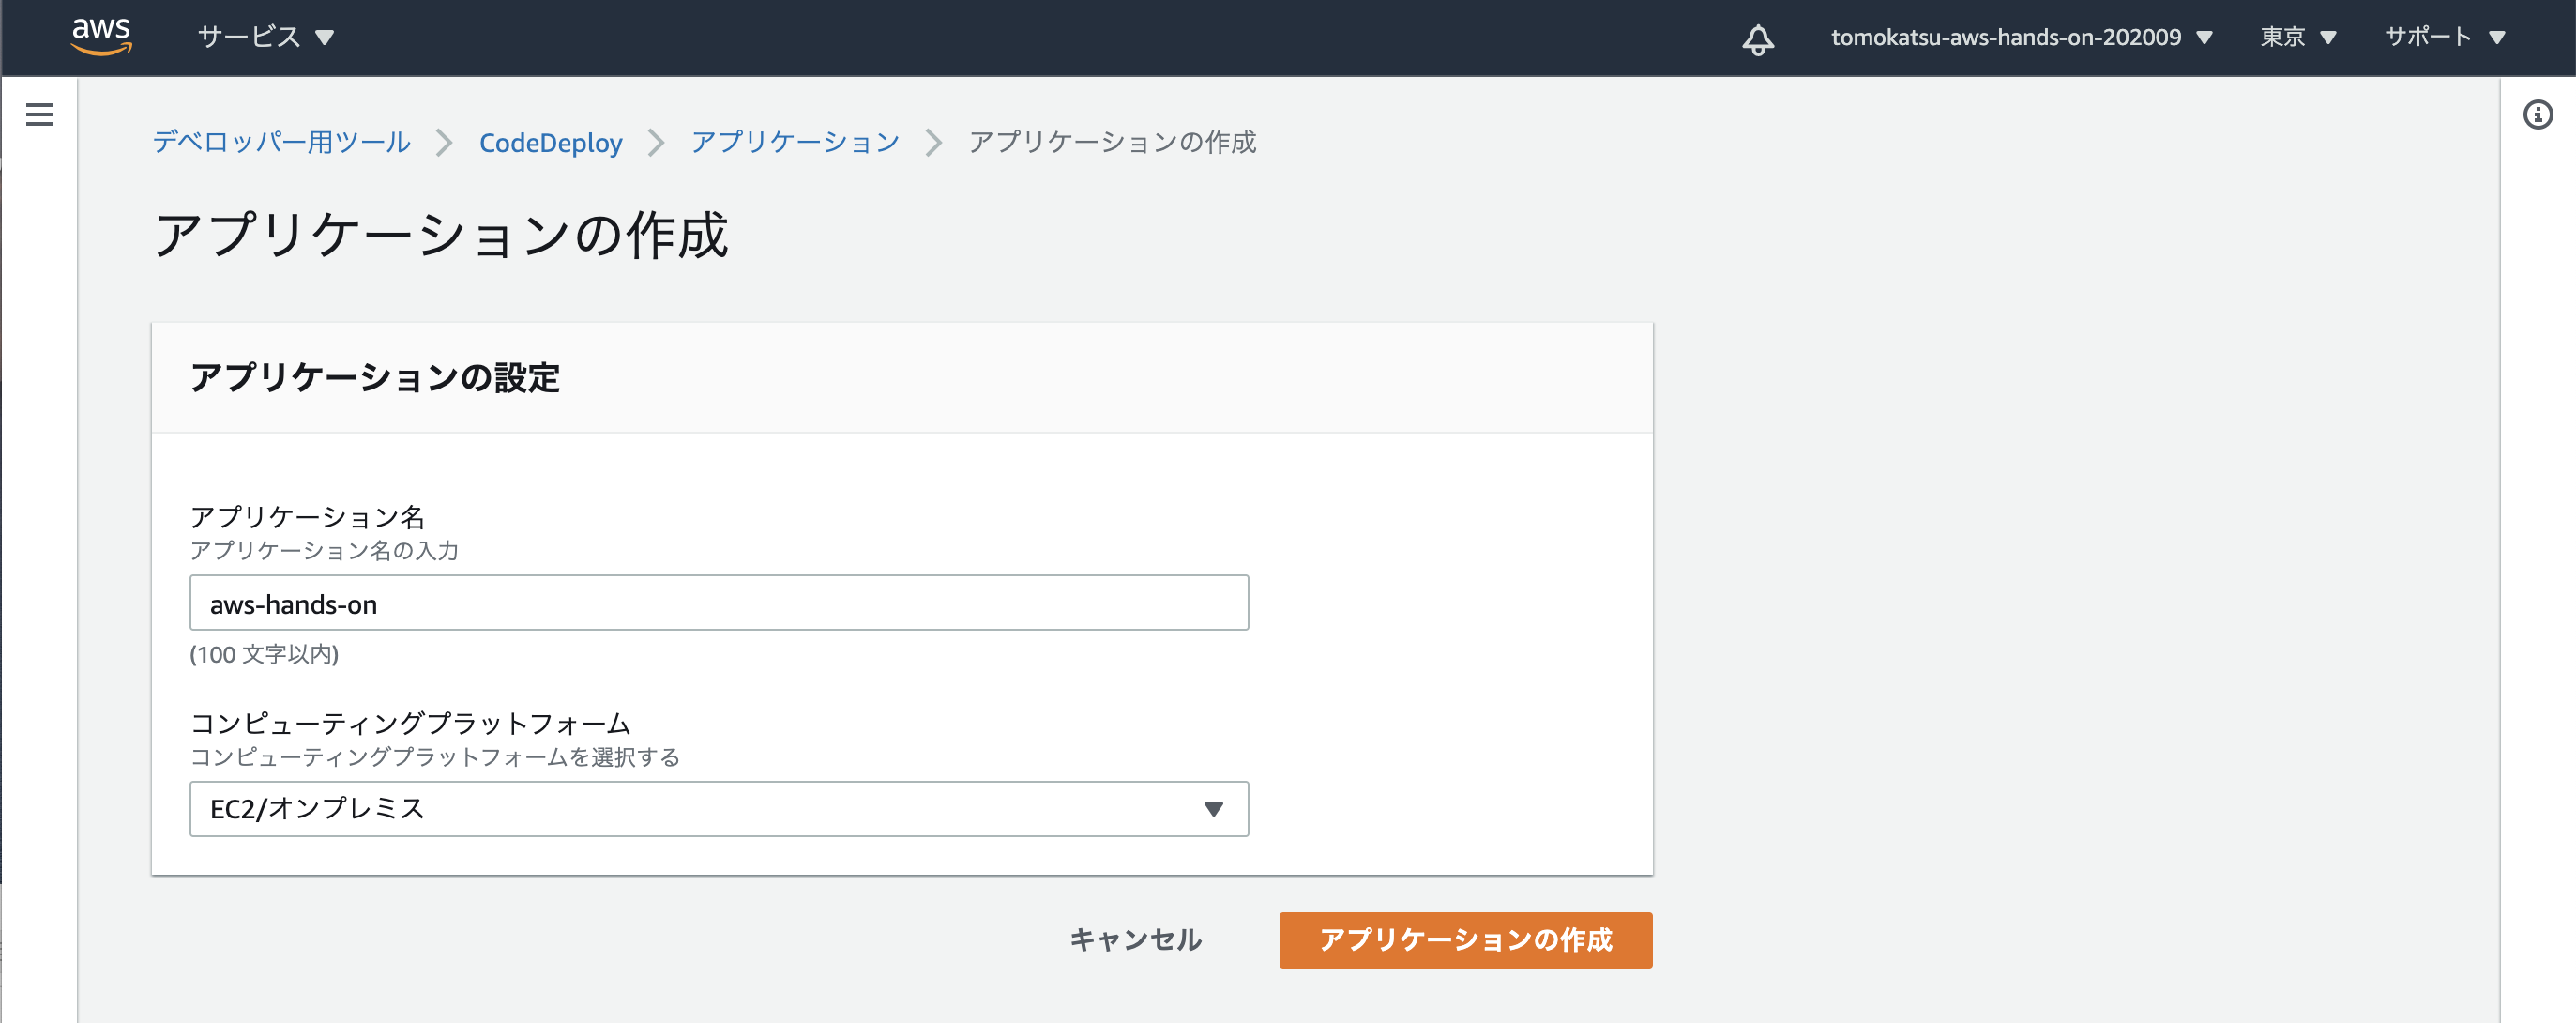 aws サービス tomokatsu-aws-hands-on-202009 東京 サポート
デベロッパー用ツール CodeDeploy アプリケーション アプリケーションの作成
アプリケーションの作成
アプリケーションの設定
アプリケーション名
アプリケーション名の入力
aws-hands-on
(100 文字以内)
コンピューティングプラットフォーム
コンピューティングプラットフォームを選択する
EC2/オンプレミス
キャンセル アプリケーションの作成